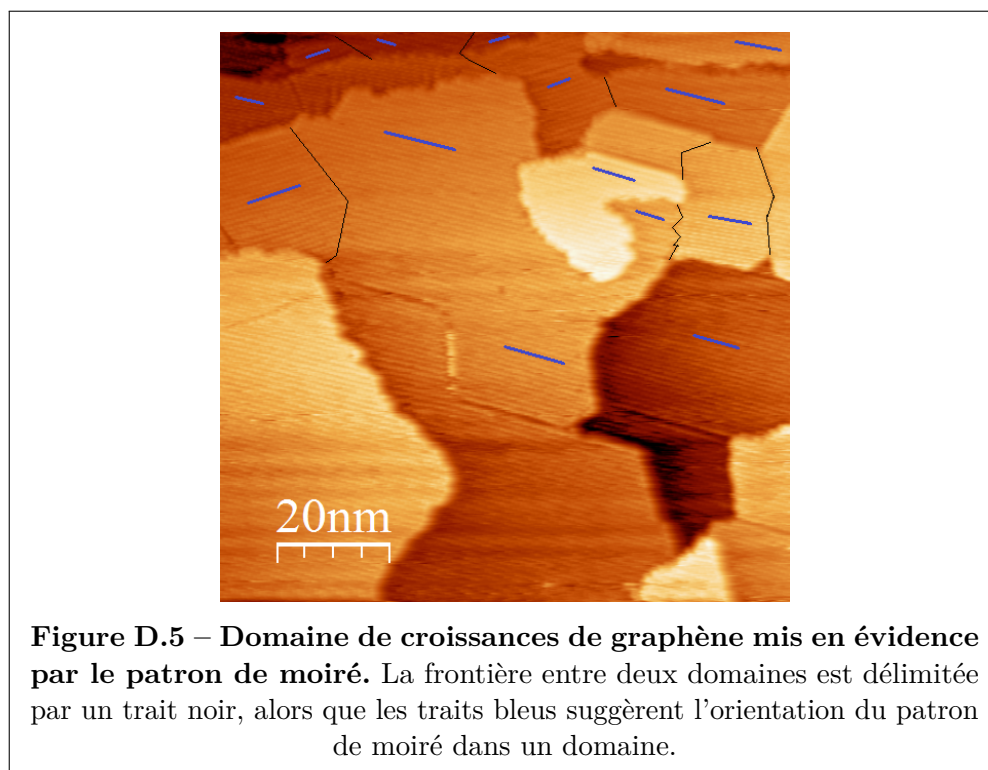 20nm
Figure D.5 – Domaine de croissances de graphène mis en évidence
par le patron de moiré. La frontière entre deux domaines est délimitée
par un trait noir, alors que les traits bleus suggèrent l'orientation du patron
de moiré dans un domaine.